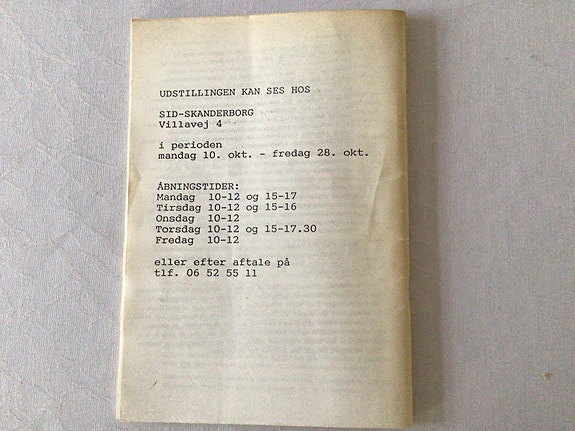 UDSTILLINGEN KAN SES HOS
SID-SKANDERBORG
Villavej 4
i perioden
mandag 10. okt. - fredag 28. okt.
ÅBNINGSTIDER:
Mandag 10-12 og 15-17
Tirsdag 10-12 og 15-16
Onsdag 10-12
Torsdag 10-12 og 15-17.30
Fredag 10-12
eller efter aftale på
tlf. 06 52 55 11